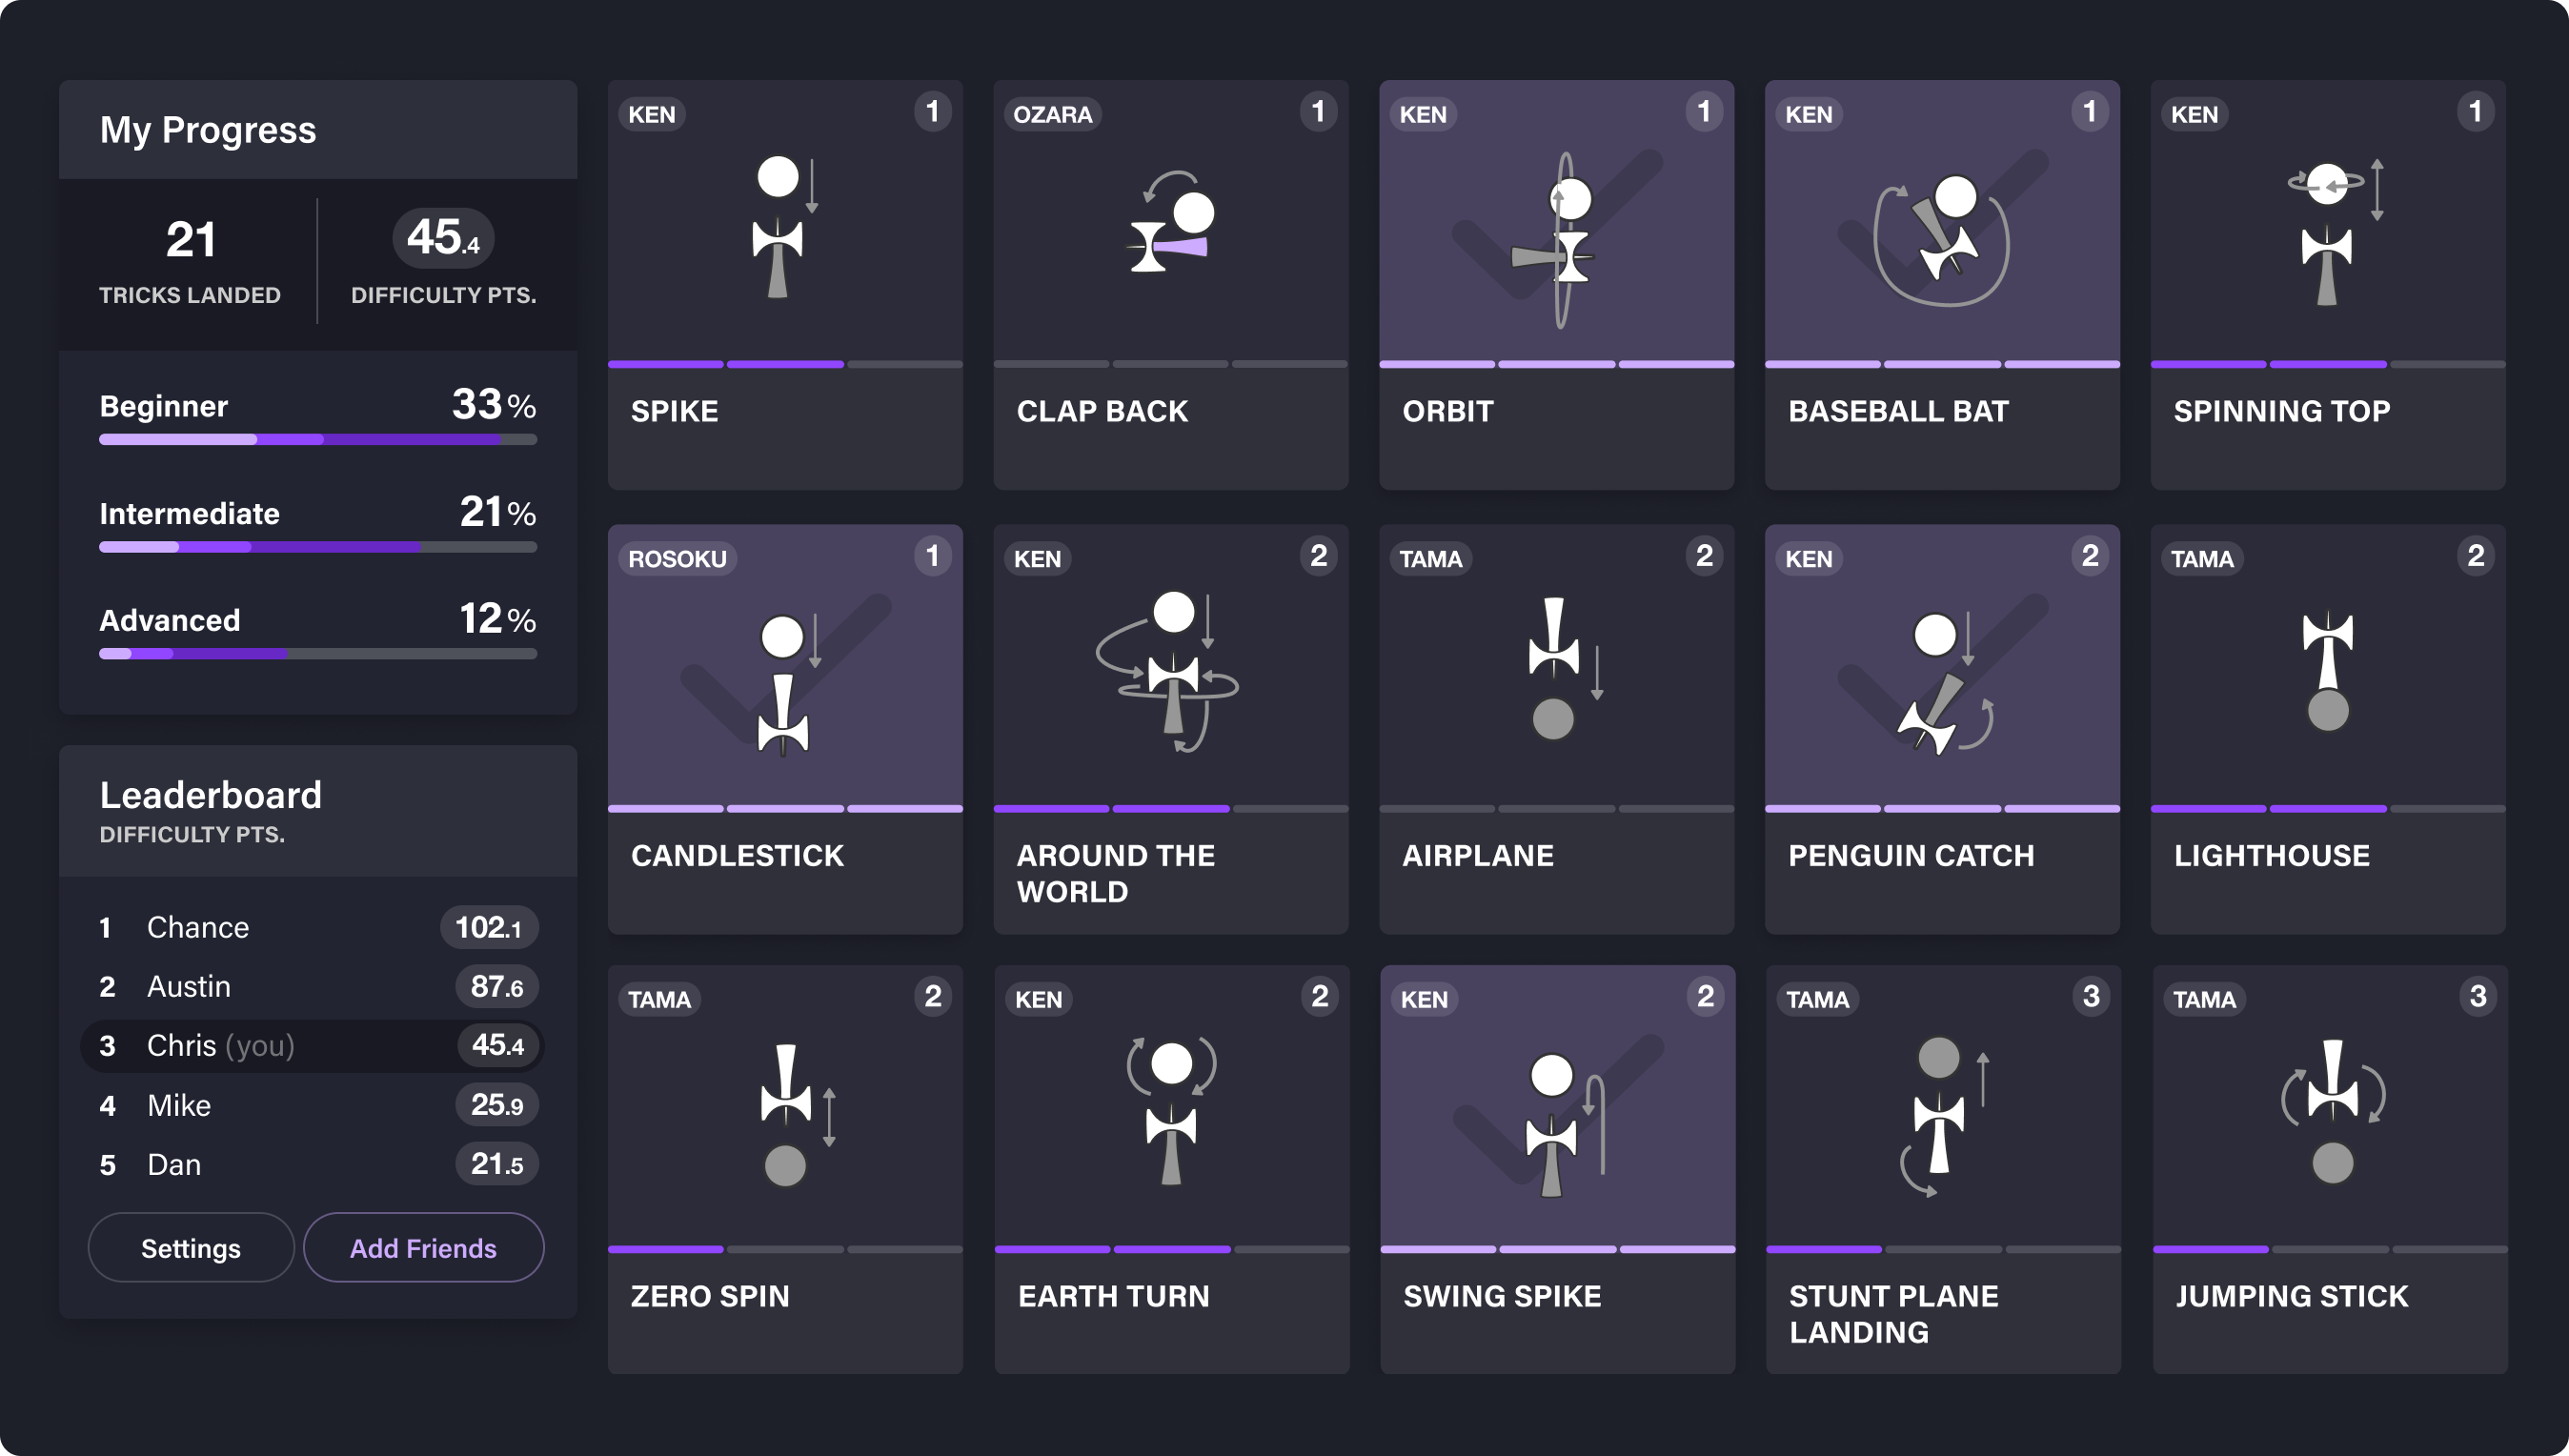 My Progress
21
TRICKS LANDED
45.4
DIFFICULTY PTS.
Beginner 33%
Intermediate 21%
Advanced 12%
Leaderboard
DIFFICULTY PTS.
1 Chance 102.1
2 Austin 87.6
3 Chris (you) 45.4
4 Mike 25.9
5 Dan 21.5
Settings
Add Friends
KEN 1
SPIKE
OZARA 1
CLAP BACK
KEN 1
ORBIT
KEN 1
BASEBALL BAT
KEN 1
SPINNING TOP
ROSOKU 1
CANDLESTICK
KEN 2
AROUND THE
WORLD
TAMA 2
AIRPLANE
KEN 2
PENGUIN CATCH
TAMA 2
LIGHTHOUSE
TAMA 2
ZERO SPIN
KEN 2
EARTH TURN
KEN 2
SWING SPIKE
TAMA 3
STUNT PLANE
LANDING
TAMA 3
JUMPING STICK